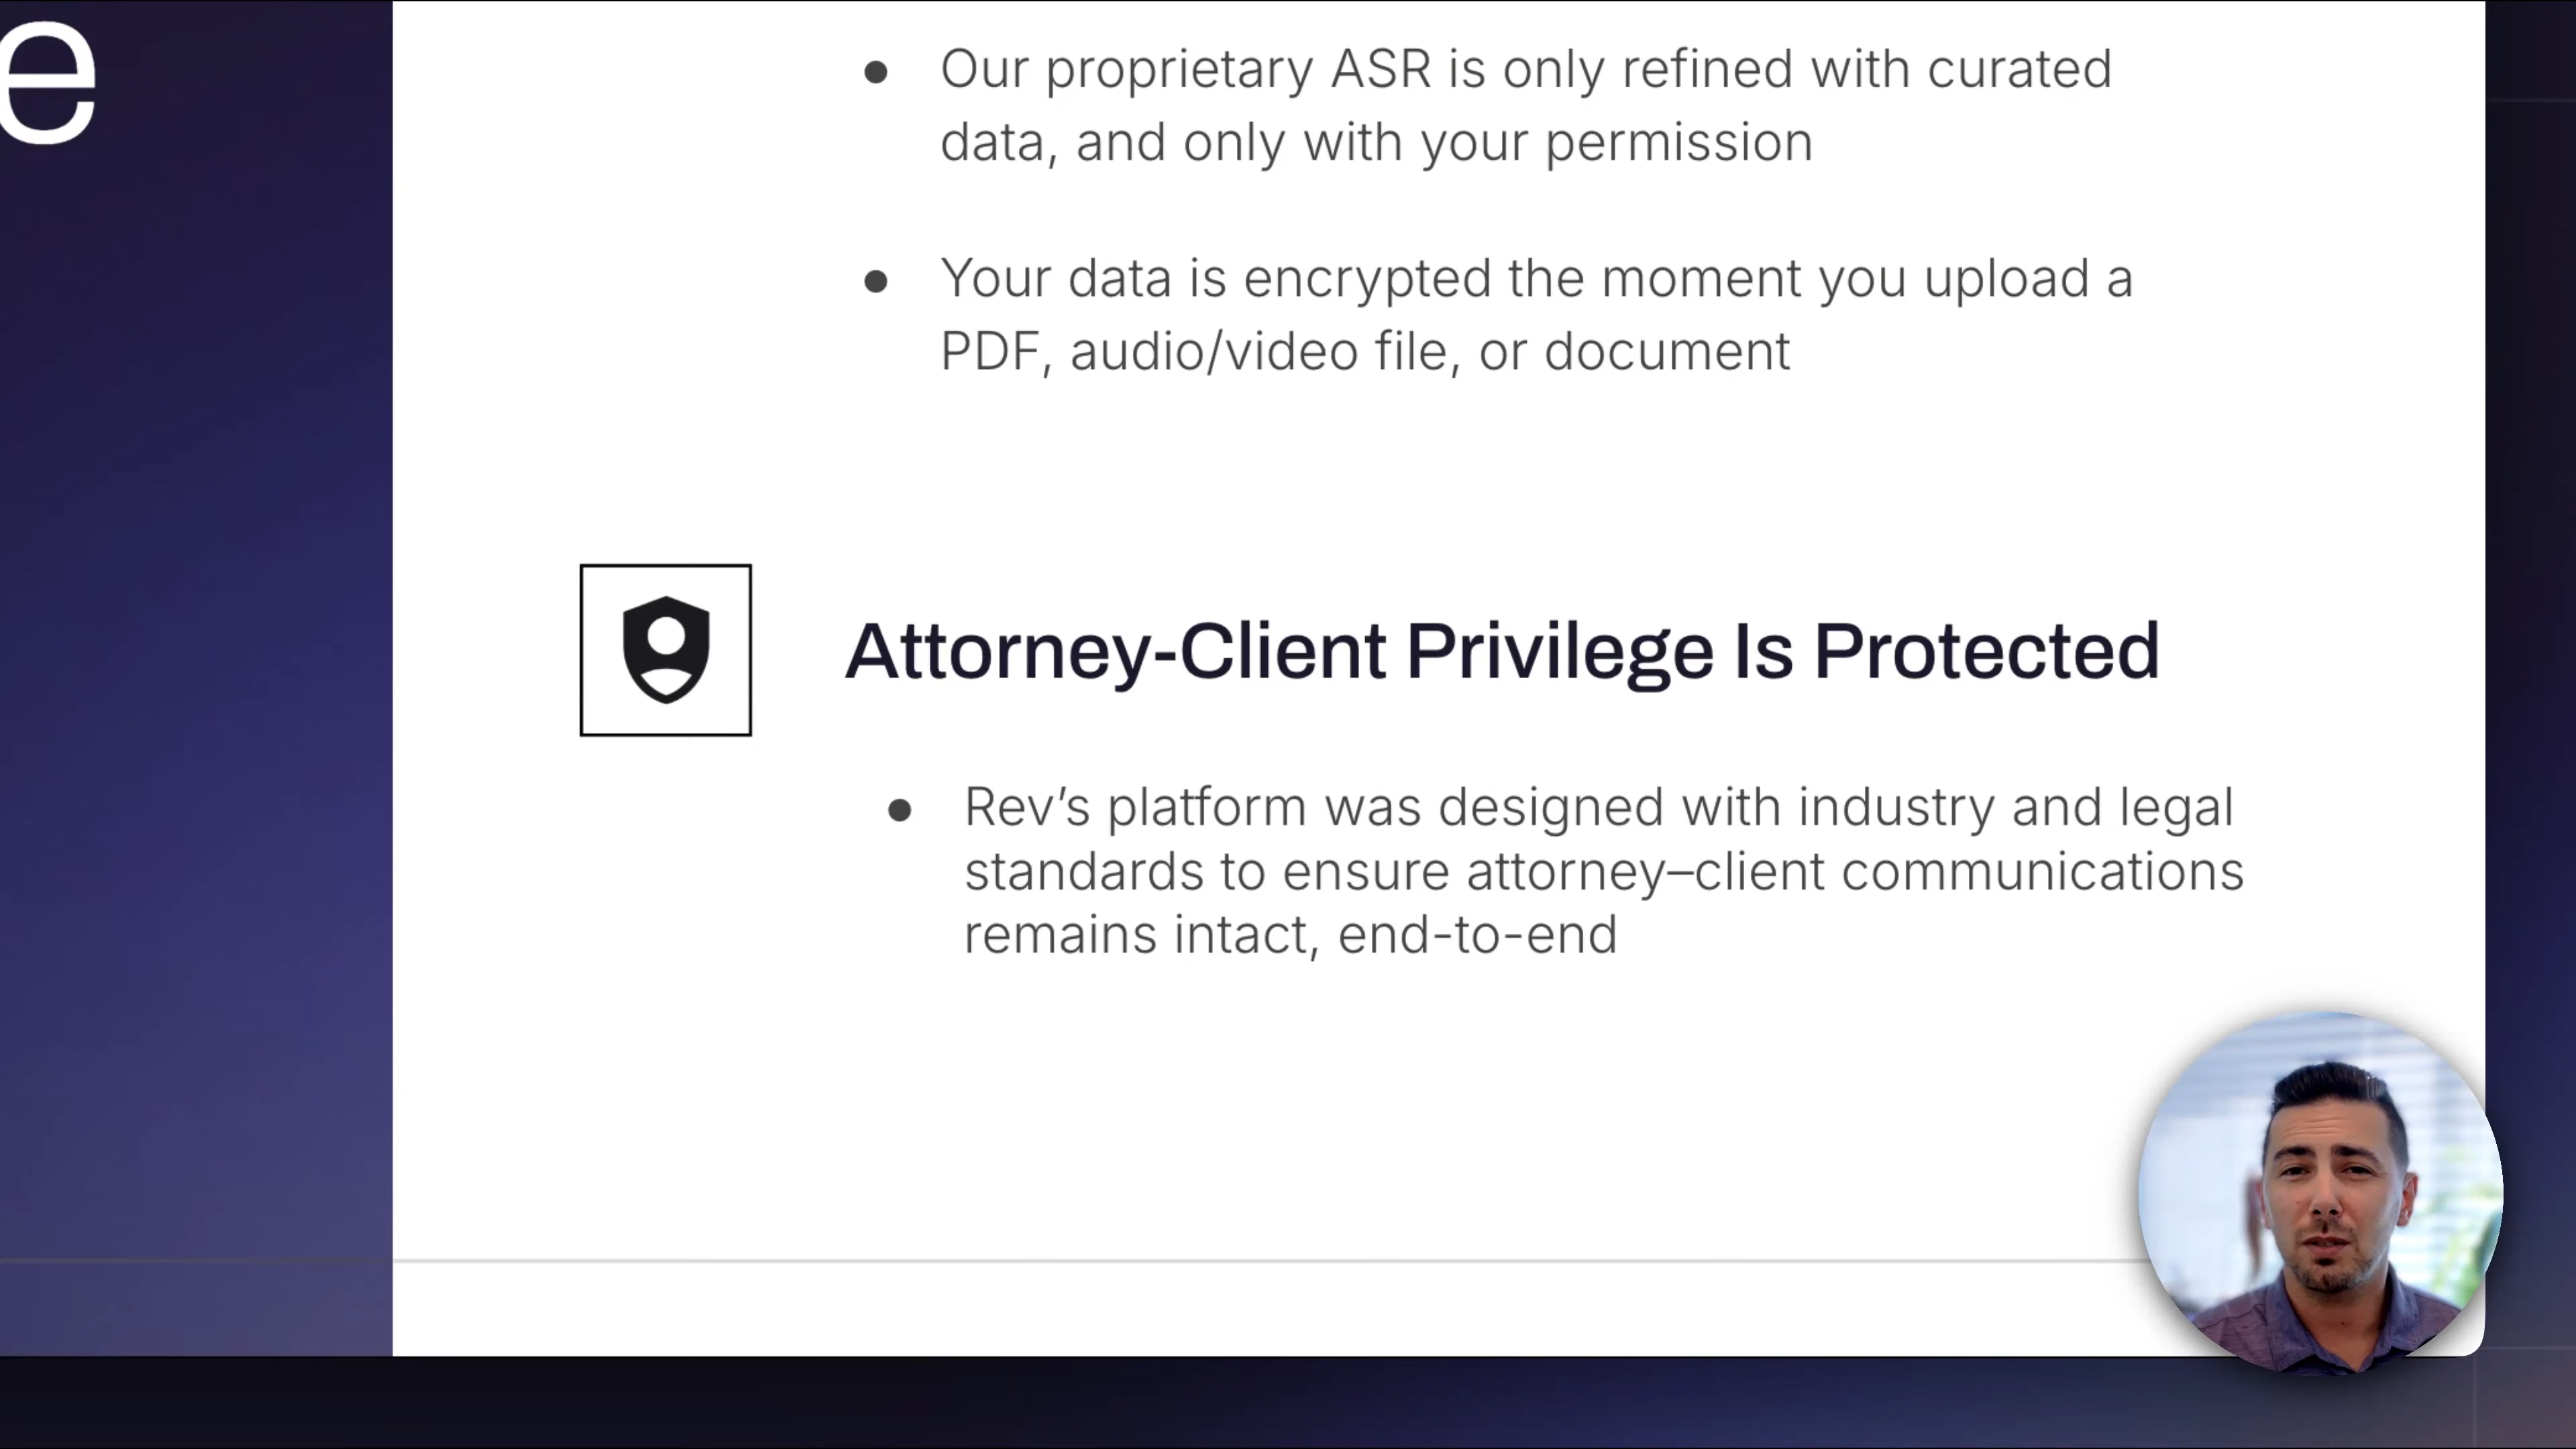 e
• Our proprietary ASR is only refined with curated
data, and only with your permission
• Your data is encrypted the moment you upload a
PDF, audio/video file, or document
Attorney-Client Privilege Is Protected
• Rev’s platform was designed with industry and legal
standards to ensure attorney–client communications
remains intact, end-to-end